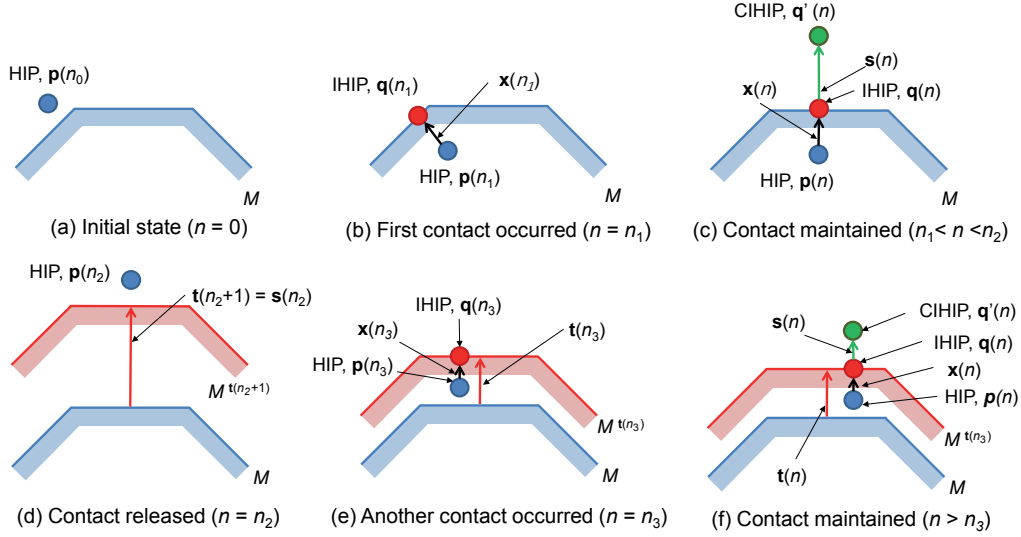 HIP, p(n0)
M
(a) Initial state (n = 0)
IHIP, q(n1)
x(n1)
HIP, p(n1)
M
(b) First contact occurred (n = n1)
CIHIP, q' (n)
s(n)
x(n)
IHIP, q(n)
HIP, p(n)
M
(c) Contact maintained (n1< n <n2)
HIP, p(n2)
t(n2+1) = s(n2)
M t(n2+1)
M
(d) Contact released (n = n2)
IHIP, q(n3)
x(n3)
t(n3)
HIP, p(n3)
M t(n3)
M
(e) Another contact occurred (n = n3)
CIHIP, q'(n)
s(n)
IHIP, q(n)
x(n)
HIP, p(n)
M t(n3)
t(n)
M
(f) Contact maintained (n > n3)